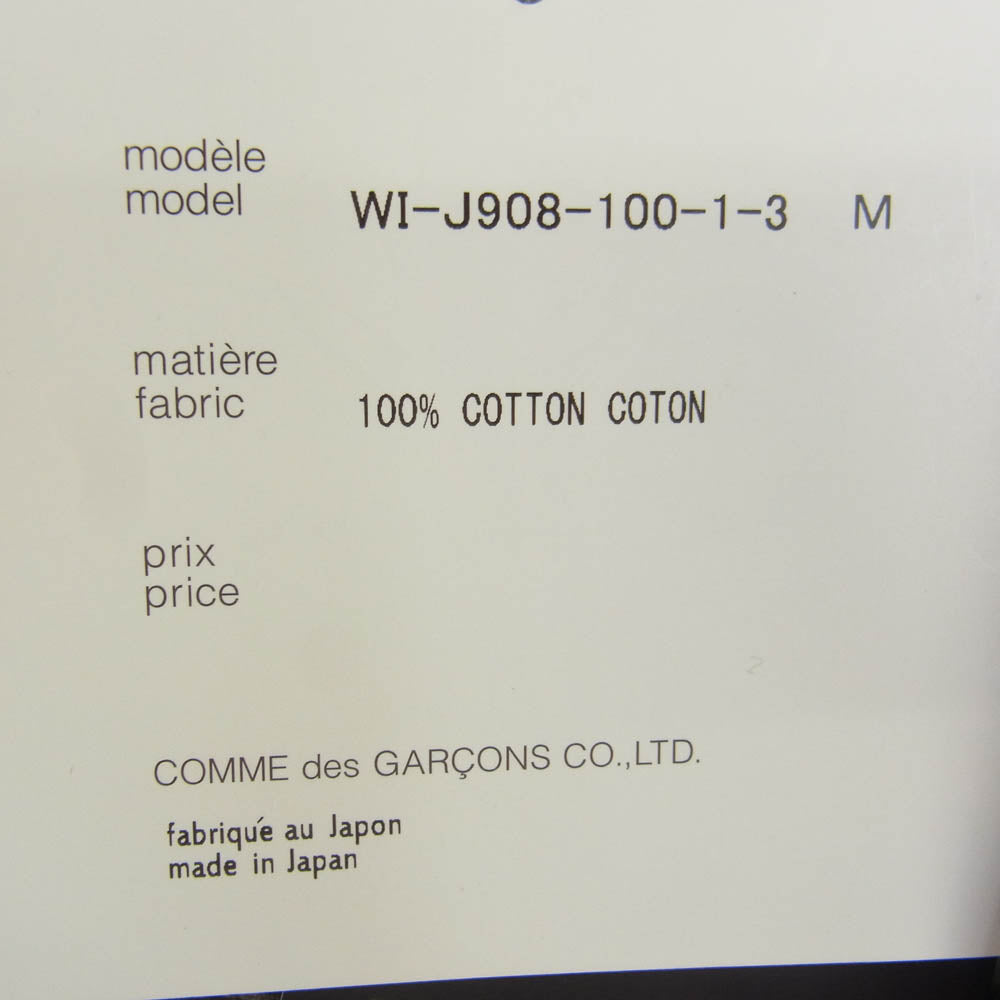 modèle
model WI-J908-100-1-3 M
matière
fabric 100% COTTON COTON
prix
price
COMME des GARÇONS CO.,LTD.
fabriqué au Japon
made in Japan